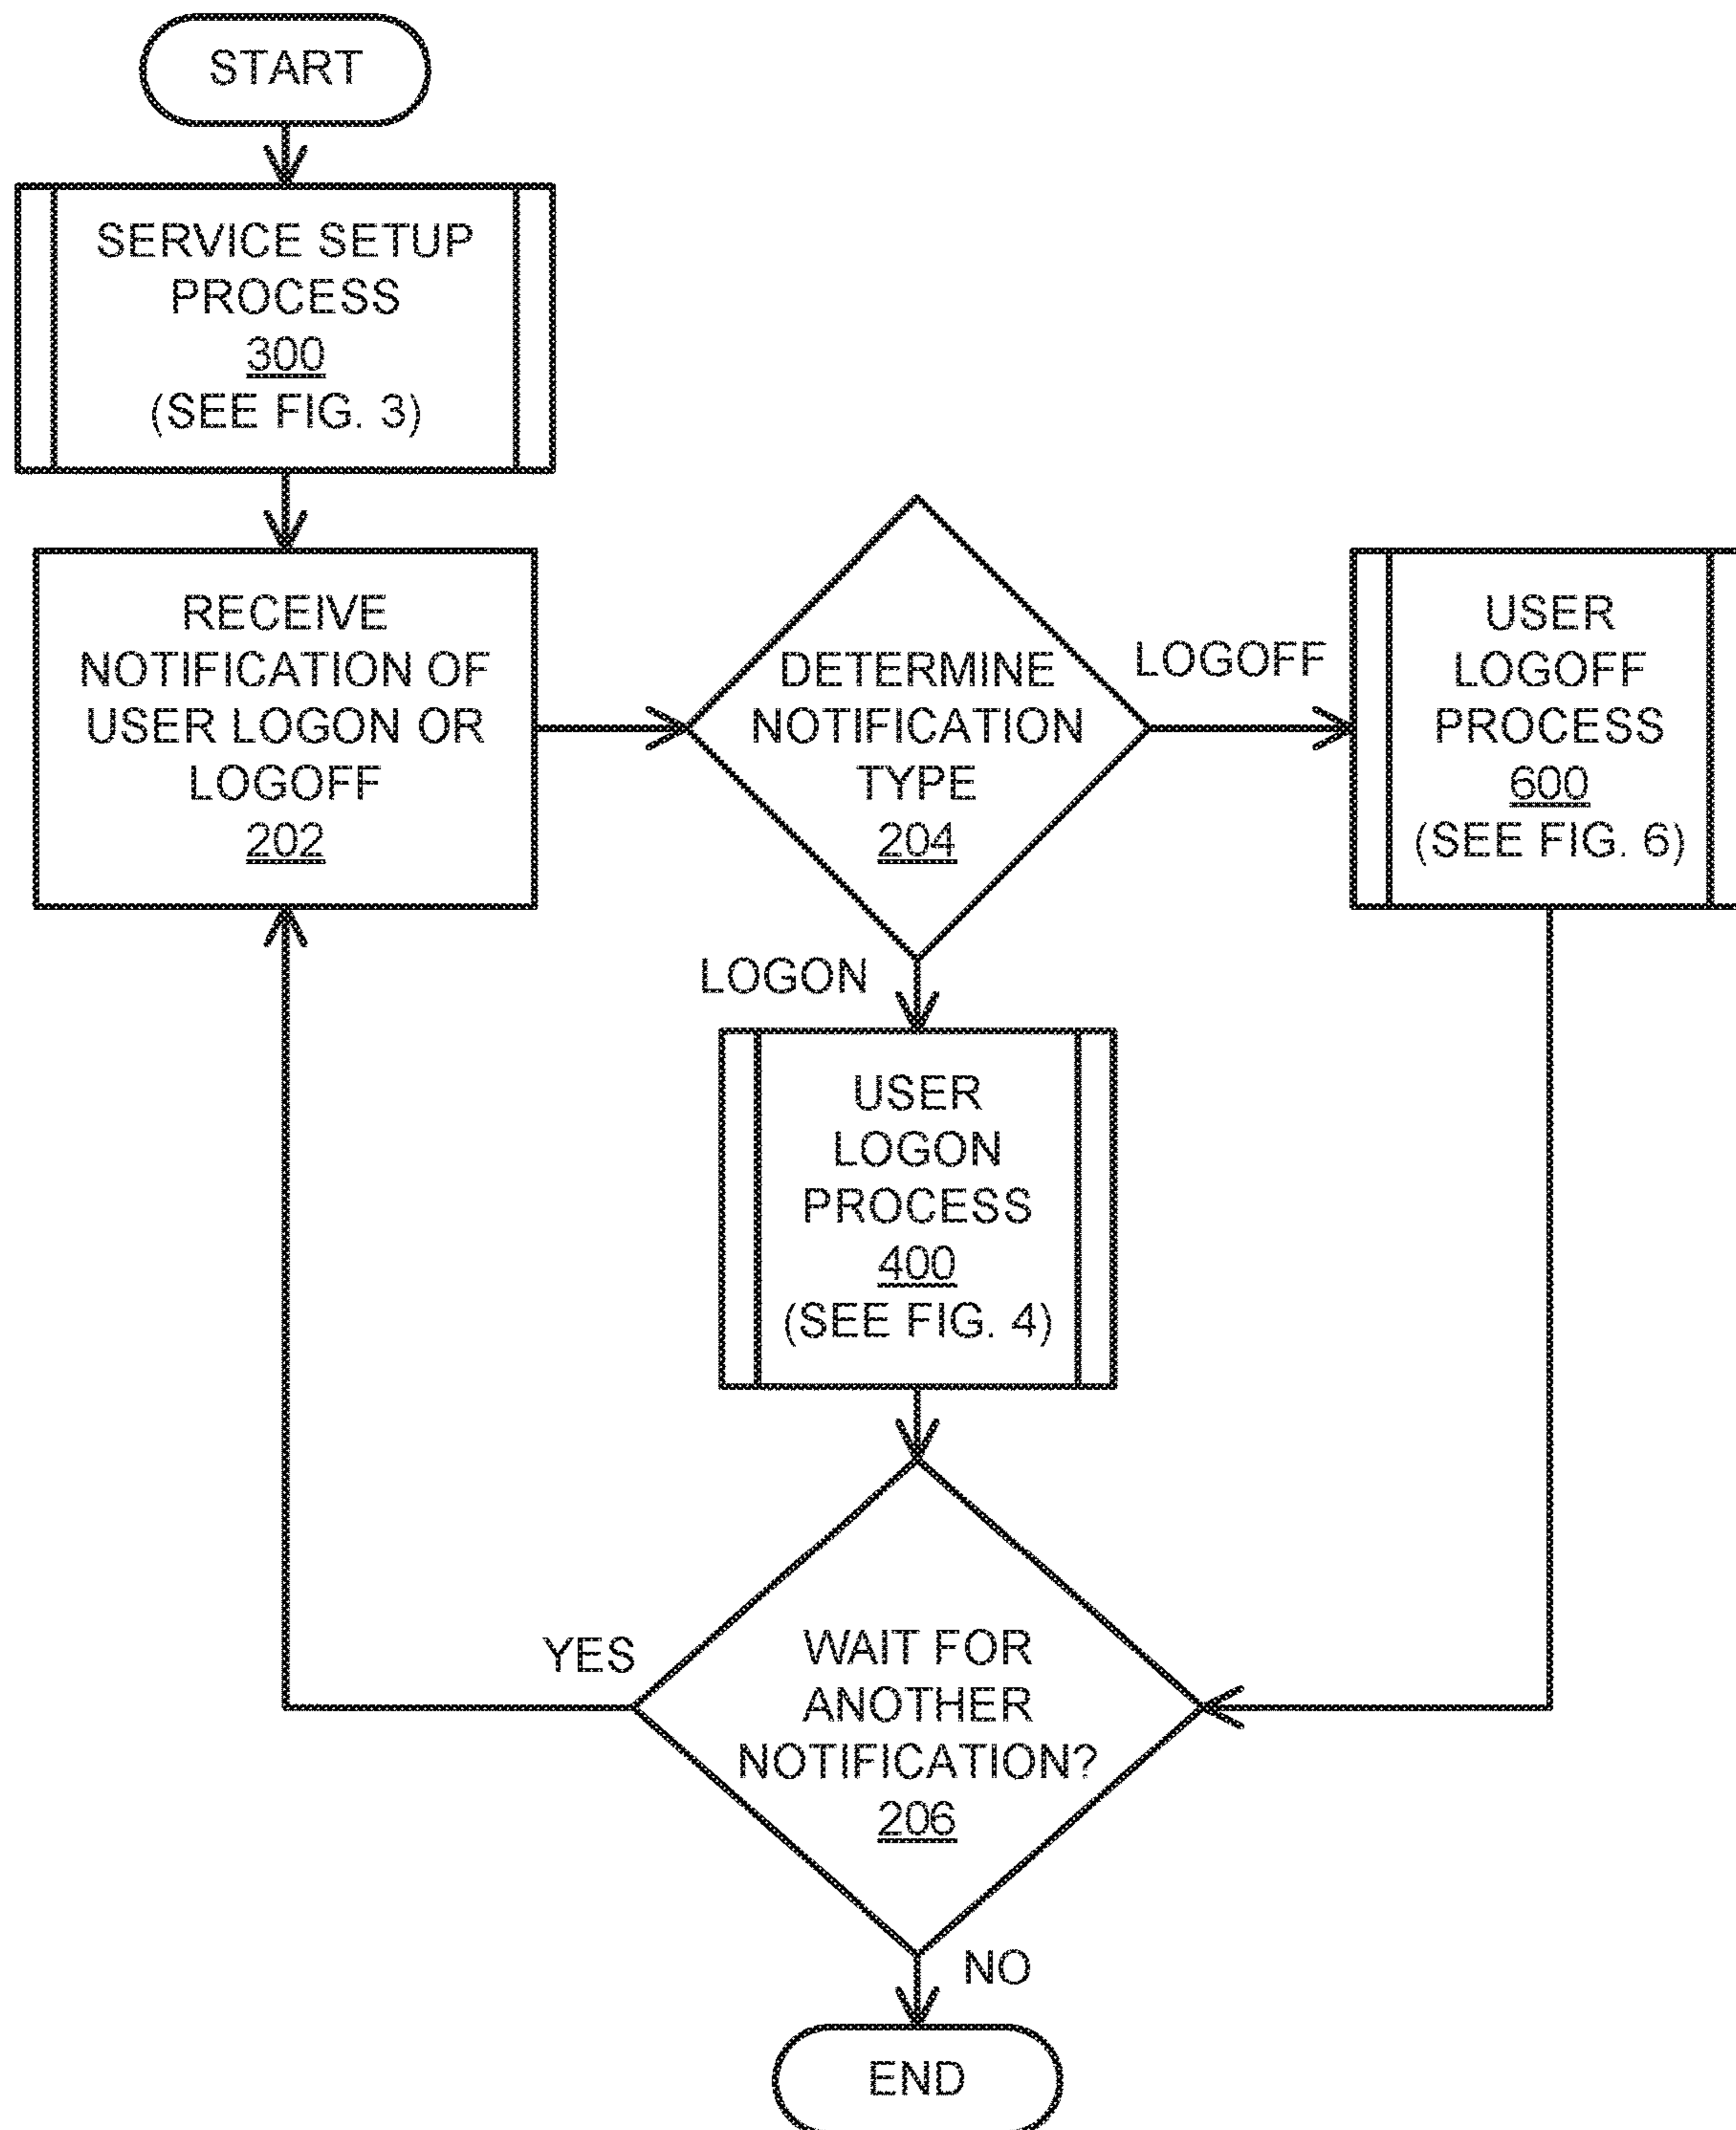 START
SERVICE SETUP
PROCESS
300
(SEE FIG. 3)
RECEIVE
NOTIFICATION OF
USER LOGON OR
LOGOFF
202
DETERMINE
NOTIFICATION
TYPE
204
LOGOFF
USER
LOGOFF
PROCESS
600
(SEE FIG. 6)
LOGON
USER
LOGON
PROCESS
400
(SEE FIG. 4)
YES
WAIT FOR
ANOTHER
NOTIFICATION?
206
NO
END